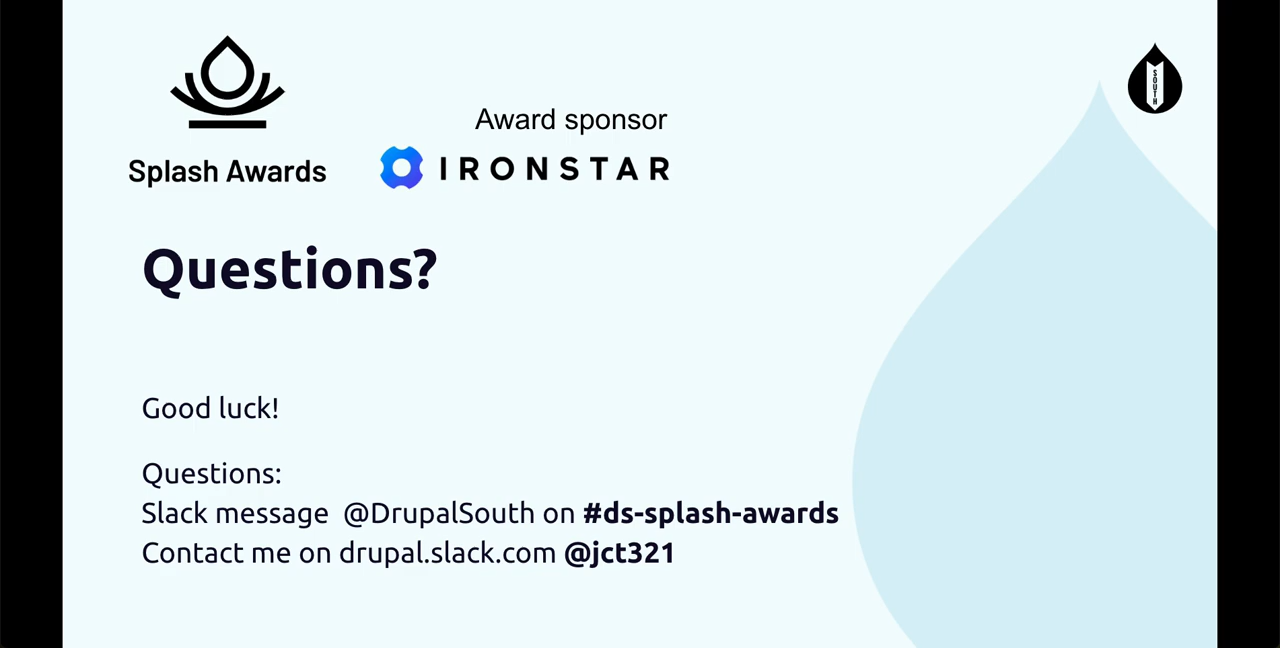 SOUTH
Award sponsor
Splash Awards
IRONSTAR
Questions?
Good luck!
Questions:
Slack message @DrupalSouth on #ds-splash-awards
Contact me on drupal.slack.com @jct321